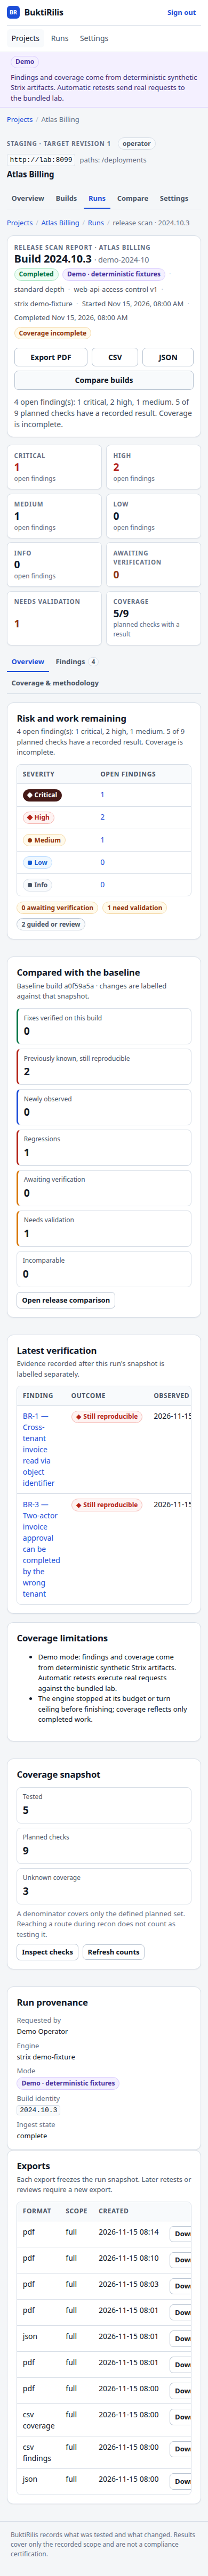 BR BuktiRilis Sign out
Projects Runs Settings
Demo
Findings and coverage come from deterministic synthetic
Strix artifacts. Automatic retests send real requests to
the bundled lab.
Projects / Atlas Billing
STAGING · TARGET REVISION 1 operator
http://lab:8099 paths: /deployments
Atlas Billing
Overview Builds Runs Compare Settings
Projects / Atlas Billing / Runs / release scan · 2024.10.3
RELEASE SCAN REPORT · ATLAS BILLING
Build 2024.10.3 · demo-2024-10
Completed Demo · deterministic fixtures ·
standard depth · web-api-access-control v1 ·
strix demo-fixture · Started Nov 15, 2026, 08:00 AM ·
Completed Nov 15, 2026, 08:00 AM
Coverage incomplete
Export PDF CSV JSON
Compare builds
4 open finding(s): 1 critical, 2 high, 1 medium. 5 of
9 planned checks have a recorded result. Coverage
is incomplete.
CRITICAL
1
open findings
HIGH
2
open findings
MEDIUM
1
open findings
LOW
0
open findings
INFO
0
open findings
AWAITING
VERIFICATION
0
NEEDS VALIDATION
1
COVERAGE
5/9
planned checks with a
result
Overview Findings 4
Coverage & methodology
Risk and work remaining
4 open finding(s): 1 critical, 2 high, 1 medium. 5 of 9
planned checks have a recorded result. Coverage is
incomplete.
SEVERITY OPEN FINDINGS
Critical 1
High 2
Medium 1
Low 0
Info 0
0 awaiting verification 1 need validation
2 guided or review
Compared with the baseline
Baseline build a0f59a5a · changes are labelled
against that snapshot.
Fixes verified on this build
0
Previously known, still reproducible
2
Newly observed
0
Regressions
1
Awaiting verification
0
Needs validation
1
Incomparable
0
Open release comparison
Latest verification
Evidence recorded after this run's snapshot is
labelled separately.
FINDING OUTCOME OBSERVED
BR-1 — Still reproducible 2026-11-15
Cross-
tenant
invoice
read via
object
identifier
BR-3 — Still reproducible 2026-11-15
Two-actor
invoice
approval
can be
completed
by the
wrong
tenant
Coverage limitations
• Demo mode: findings and coverage come
from deterministic synthetic Strix artifacts.
Automatic retests execute real requests
against the bundled lab.
• The engine stopped at its budget or turn
ceiling before finishing; coverage reflects only
completed work.
Coverage snapshot
Tested
5
Planned checks
9
Unknown coverage
3
A denominator covers only the defined planned set.
Reaching a route during recon does not count as
testing it.
Inspect checks Refresh counts
Run provenance
Requested by
Demo Operator
Engine
strix demo-fixture
Mode
Demo · deterministic fixtures
Build identity
2024.10.3
Ingest state
complete
Exports
Each export freezes the run snapshot. Later retests or
reviews require a new export.
FORMAT SCOPE CREATED
pdf full 2026-11-15 08:14 Dow
pdf full 2026-11-15 08:10 Dow
pdf full 2026-11-15 08:03 Dow
pdf full 2026-11-15 08:01 Dow
json full 2026-11-15 08:01 Dow
pdf full 2026-11-15 08:01 Dow
pdf full 2026-11-15 08:00 Dow
csv full 2026-11-15 08:00 Dow
coverage
csv full 2026-11-15 08:00 Dow
findings
json full 2026-11-15 08:00 Dow
BuktiRilis records what was tested and what changed. Results
cover only the recorded scope and are not a compliance
certification.